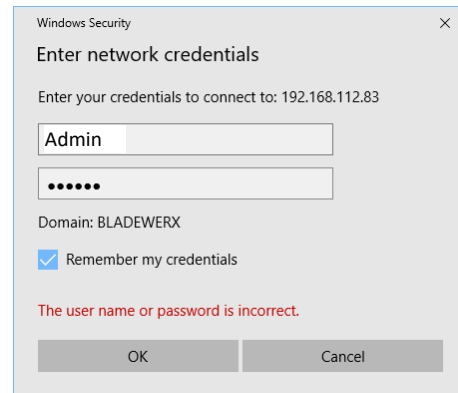 Windows Security
Enter network credentials
Enter your credentials to connect to: 192.168.112.83
Admin
●●●●●●
Domain: BLADEWERX
Remember my credentials
The user name or password is incorrect.
OK Cancel